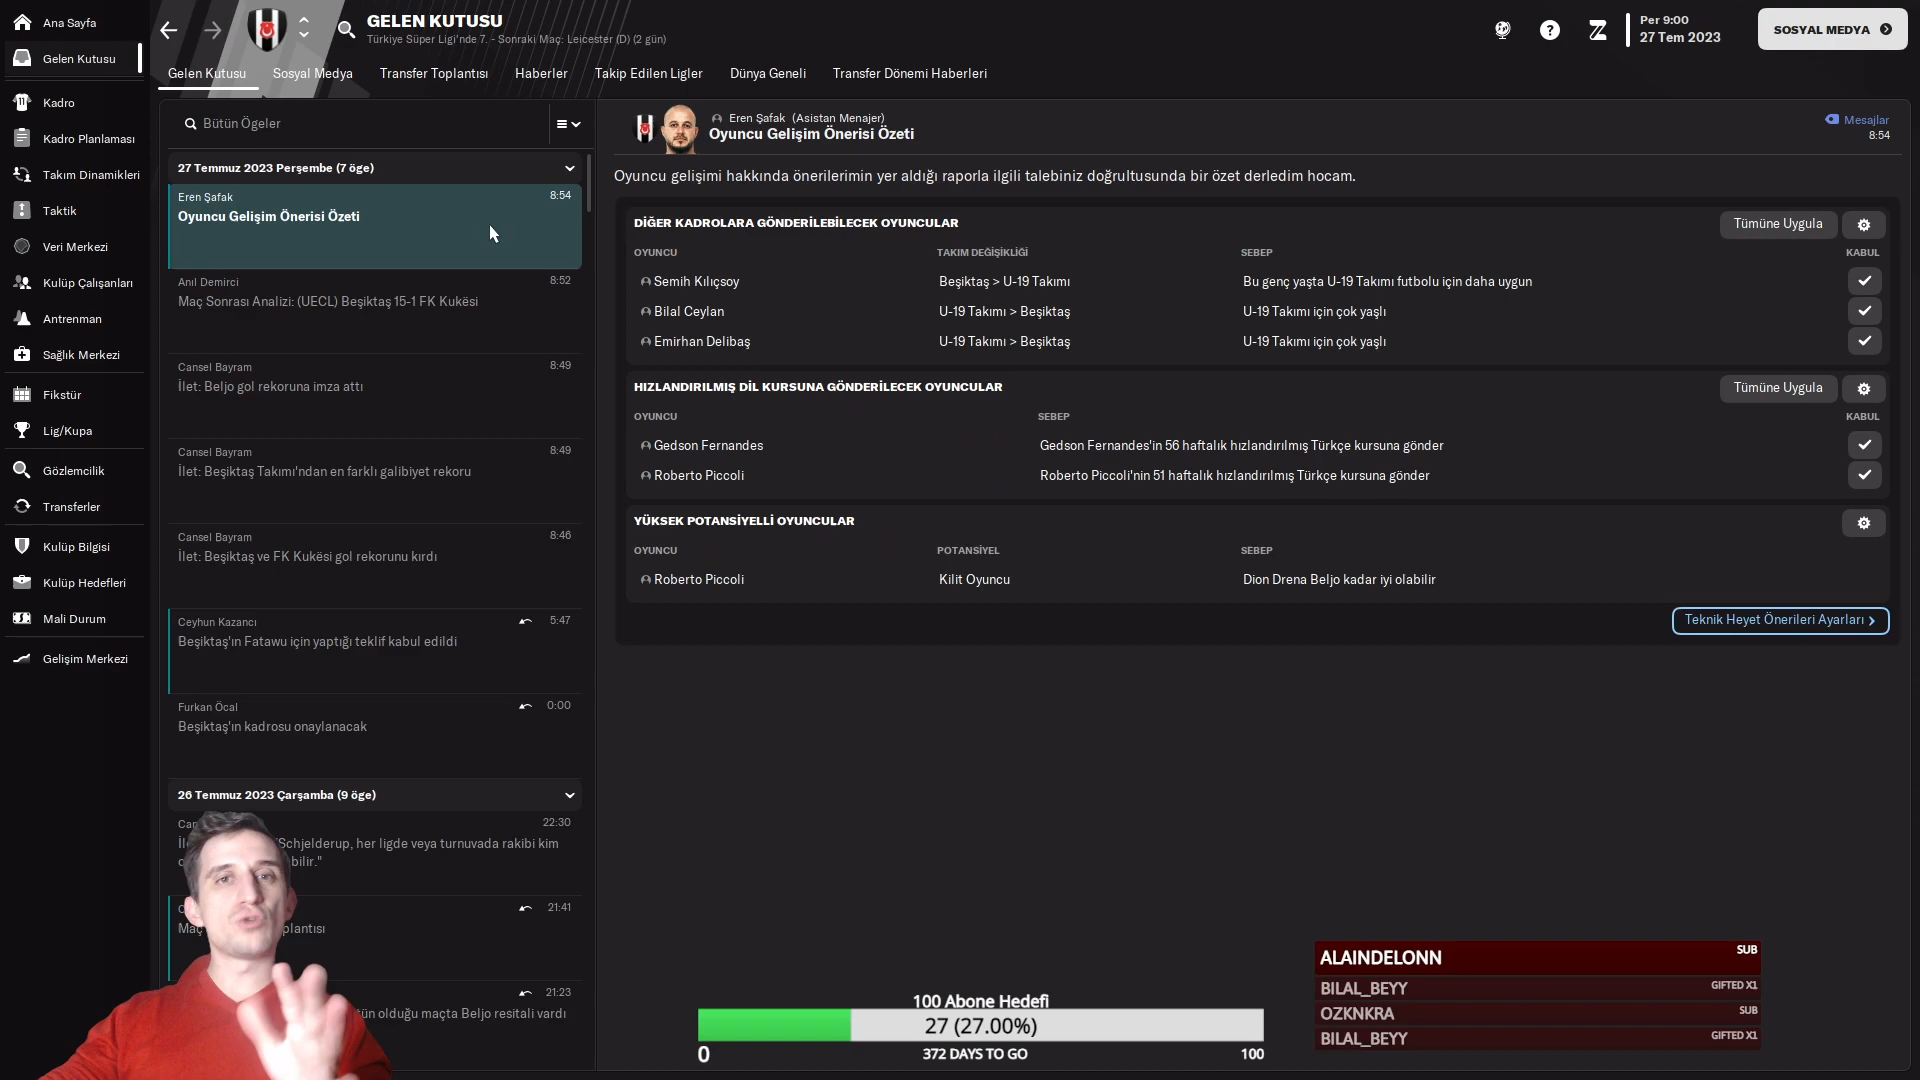 Ana Sayfa
Gelen Kutusu
Kadro
Kadro Planlaması
Takım Dinamikleri
Taktik
Veri Merkezi
Kulüp Çalışanları
Antrenman
Sağlık Merkezi
Fikstür
Lig/Kupa
Gözlemcilik
Transferler
Kulüp Bilgisi
Kulüp Hedefleri
Mali Durum
Gelişim Merkezi
GELEN KUTUSU
Türkiye Süper Ligi'nde 7. - Sonraki Maç: Leicester (D) (2 gün)
Per 9:00
27 Tem 2023
SOSYAL MEDYA
Gelen Kutusu
Sosyal Medya
Transfer Toplantısı
Haberler
Takip Edilen Ligler
Dünya Geneli
Transfer Dönemi Haberleri
Bütün Ögeler
27 Temmuz 2023 Perşembe (7 öge)
Eren Şafak 8:54
Oyuncu Gelişim Önerisi Özeti
Anıl Demirci 8:52
Maç Sonrası Analizi: (UECL) Beşiktaş 15-1 FK Kukësi
Cansel Bayram 8:49
İlet: Beljo gol rekoruna imza attı
Cansel Bayram 8:49
İlet: Beşiktaş Takımı'ndan en farklı galibiyet rekoru
Cansel Bayram 8:46
İlet: Beşiktaş ve FK Kukësi gol rekorunu kırdı
Ceyhun Kazancı 5:47
Beşiktaş'ın Fatawu için yaptığı teklif kabul edildi
Furkan Öcal 0:00
Beşiktaş'ın kadrosu onaylanacak
26 Temmuz 2023 Çarşamba (9 öge)
22:30
Schjelderup, her ligde veya turnuvada rakibi kim
bilir."
21:41
Maç plantısı
21:23
olduğu maçta Beljo resitali vardı
Eren Şafak (Asistan Menajer)
Oyuncu Gelişim Önerisi Özeti
Mesajlar
8:54
Oyuncu gelişimi hakkında önerilerimin yer aldığı raporla ilgili talebiniz doğrultusunda bir özet derledim hocam.
DİĞER KADROLARA GÖNDERİLEBİLECEK OYUNCULAR
Tümüne Uygula
OYUNCU TAKIM DEĞİŞİKLİĞİ SEBEP KABUL
Semih Kılıçsoy Beşiktaş > U-19 Takımı Bu genç yaşta U-19 Takımı futbolu için daha uygun
Bilal Ceylan U-19 Takımı > Beşiktaş U-19 Takımı için çok yaşlı
Emirhan Delibaş U-19 Takımı > Beşiktaş U-19 Takımı için çok yaşlı
HIZLANDIRILMIŞ DİL KURSUNA GÖNDERİLECEK OYUNCULAR
Tümüne Uygula
OYUNCU SEBEP KABUL
Gedson Fernandes Gedson Fernandes'in 56 haftalık hızlandırılmış Türkçe kursuna gönder
Roberto Piccoli Roberto Piccoli'nin 51 haftalık hızlandırılmış Türkçe kursuna gönder
YÜKSEK POTANSİYELLİ OYUNCULAR
OYUNCU POTANSİYEL SEBEP
Roberto Piccoli Kilit Oyuncu Dion Drena Beljo kadar iyi olabilir
Teknik Heyet Önerileri Ayarları
100 Abone Hedefi
27 (27.00%)
0 372 DAYS TO GO 100
ALAINDELONN SUB
BILAL_BEYY GIFTED X1
OZKNKRA SUB
BILAL_BEYY GIFTED X1